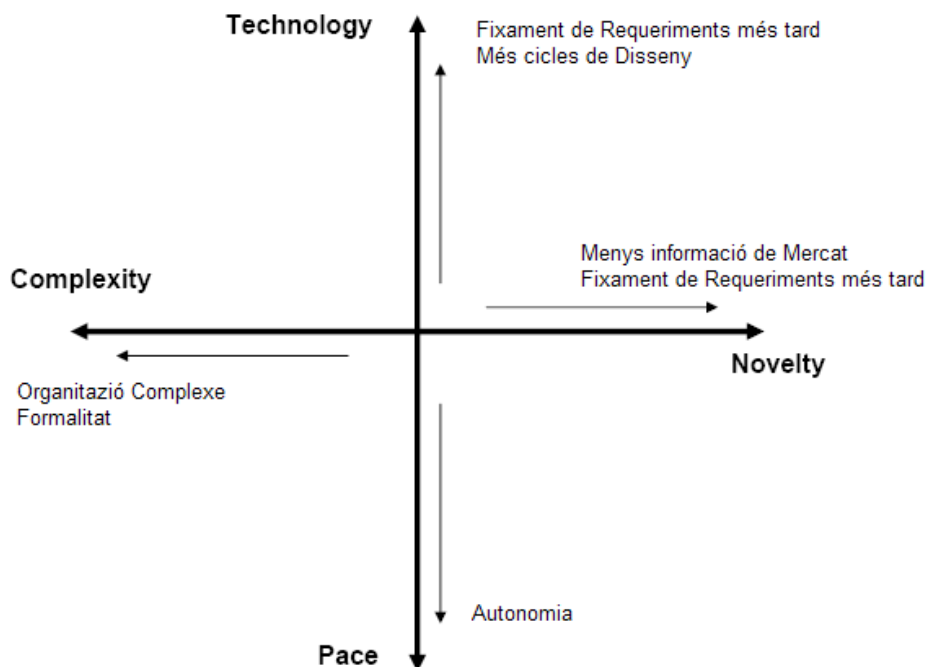 Technology
Fixament de Requeriments més tard
Més cicles de Disseny
Menys informació de Mercat
Fixament de Requeriments més tard
Complexity
Novelty
Organització Complexe
Formalitat
Autonomia
Pace